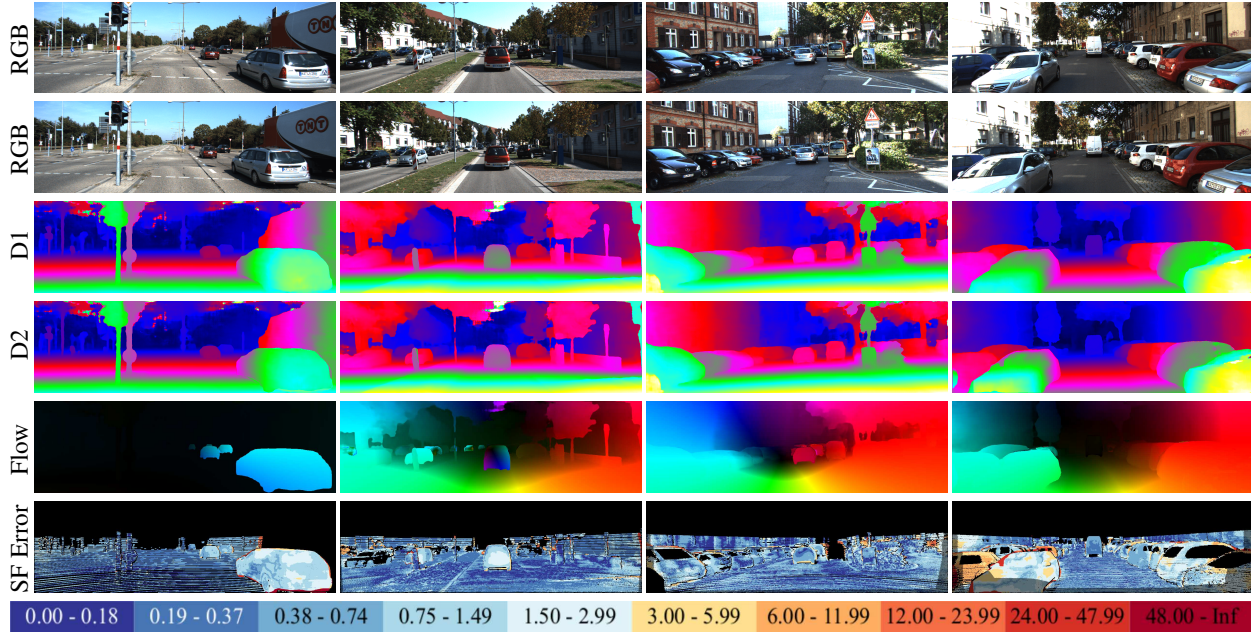 RGB
TNT
RGB
TNT
D1
D2
Flow
SF Error
0.00 - 0.18 0.19 - 0.37 0.38 - 0.74 0.75 - 1.49 1.50 - 2.99 3.00 - 5.99 6.00 - 11.99 12.00 - 23.99 24.00 - 47.99 48.00 - Inf